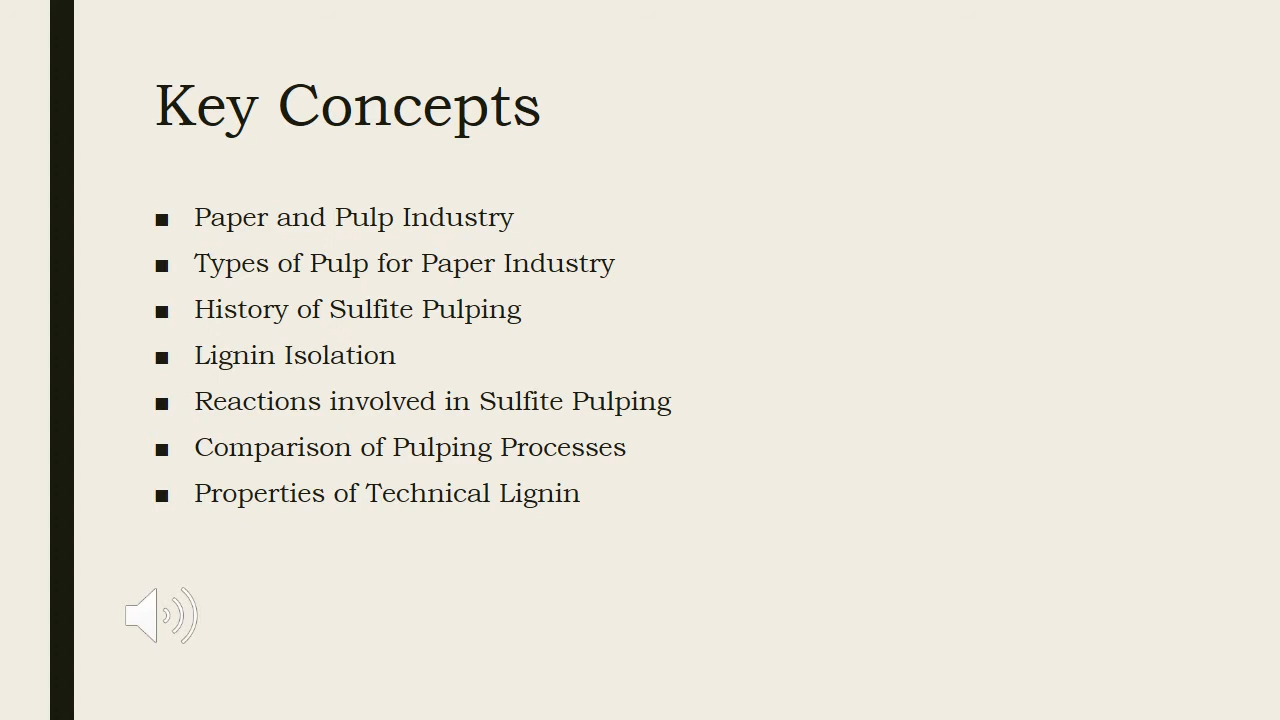 Key Concepts
■ Paper and Pulp Industry
■ Types of Pulp for Paper Industry
■ History of Sulfite Pulping
■ Lignin Isolation
■ Reactions involved in Sulfite Pulping
■ Comparison of Pulping Processes
■ Properties of Technical Lignin